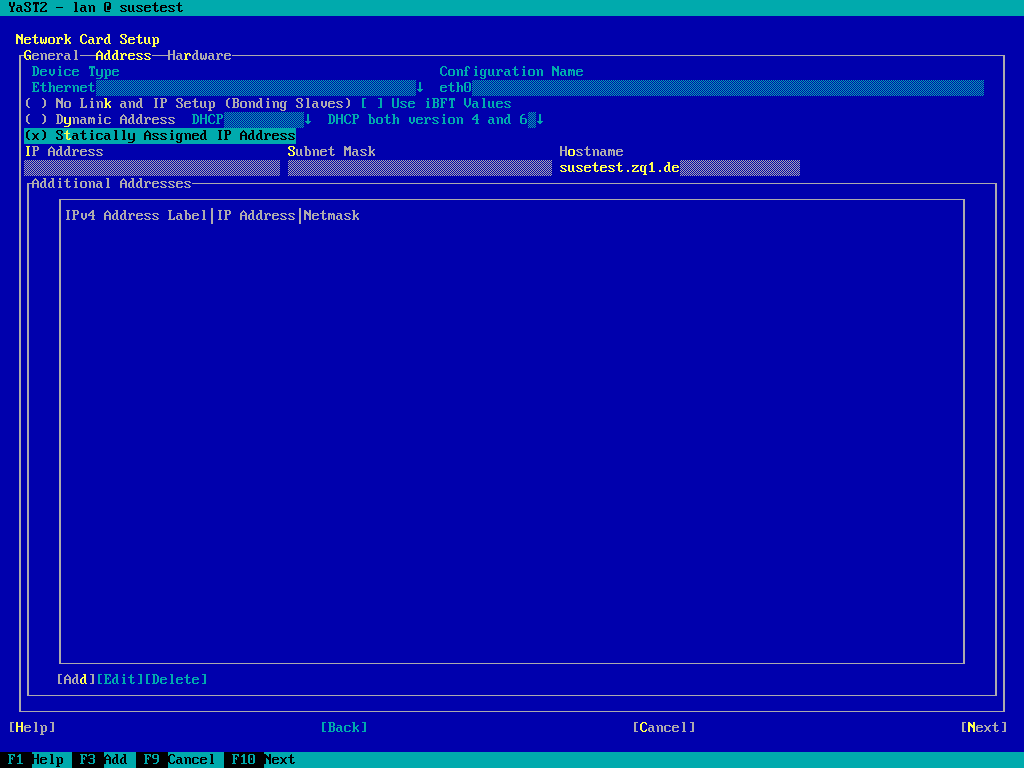 YaST2 - lan @ susetest
Network Card Setup
General Address Hardware
Device Type Configuration Name
Ethernet↓ eth0
( ) No Link and IP Setup (Bonding Slaves) [ ] Use iBFT Values
( ) Dynamic Address DHCP↓ DHCP both version 4 and 6↓
(x) Statically Assigned IP Address
IP Address Subnet Mask Hostname
susetest.zq1.de
Additional Addresses
IPv4 Address Label|IP Address|Netmask
[Add][Edit][Delete]
[Help] [Back] [Cancel] [Next]
F1 Help F3 Add F9 Cancel F10 Next